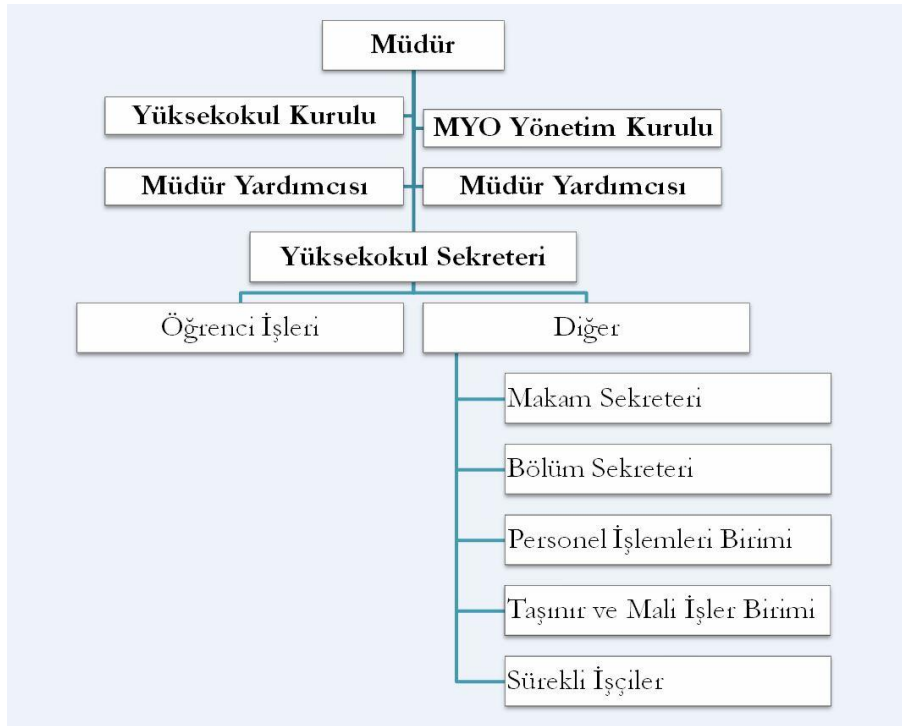 Müdür
Yüksekokul Kurulu
MYO Yönetim Kurulu
Müdür Yardımcısı
Müdür Yardımcısı
Yüksekokul Sekreteri
Öğrenci İşleri
Diğer
Makam Sekreteri
Bölüm Sekreteri
Personel İşlemleri Birimi
Taşınır ve Mali İşler Birimi
Sürekli İşçiler